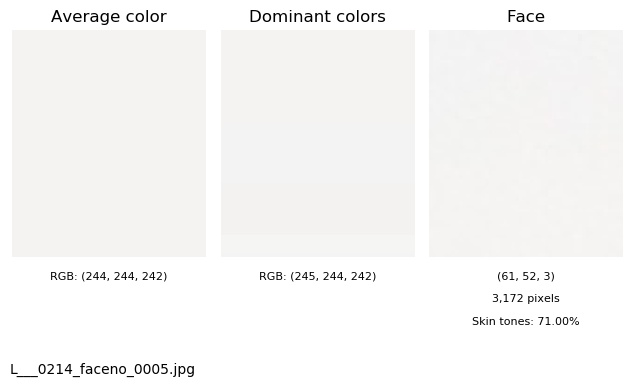 Average color
Dominant colors
Face
RGB: (244, 244, 242)
RGB: (245, 244, 242)
(61, 52, 3)
3,172 pixels
Skin tones: 71.00%
L___0214_faceno_0005.jpg